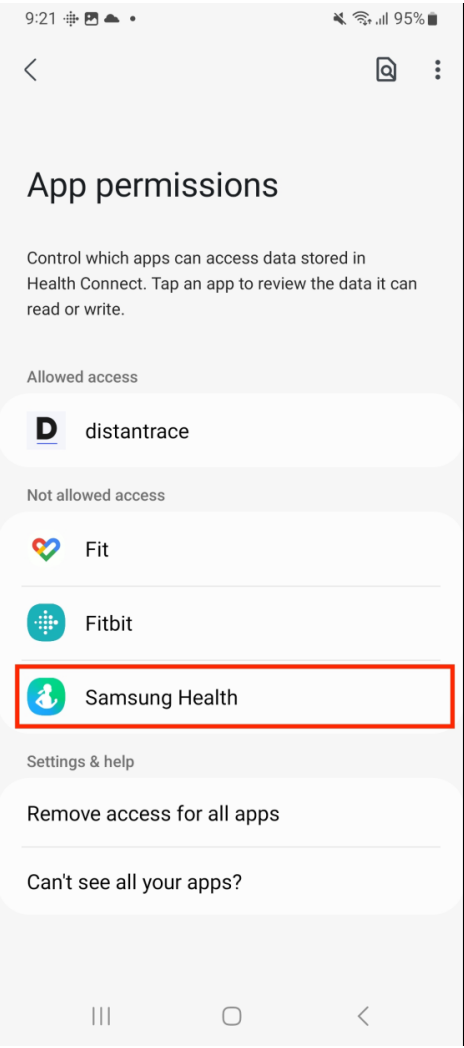 9:21
95%
App permissions
Control which apps can access data stored in
Health Connect. Tap an app to review the data it can
read or write.
Allowed access
D distantrace
Not allowed access
Fit
Fitbit
Samsung Health
Settings & help
Remove access for all apps
Can't see all your apps?